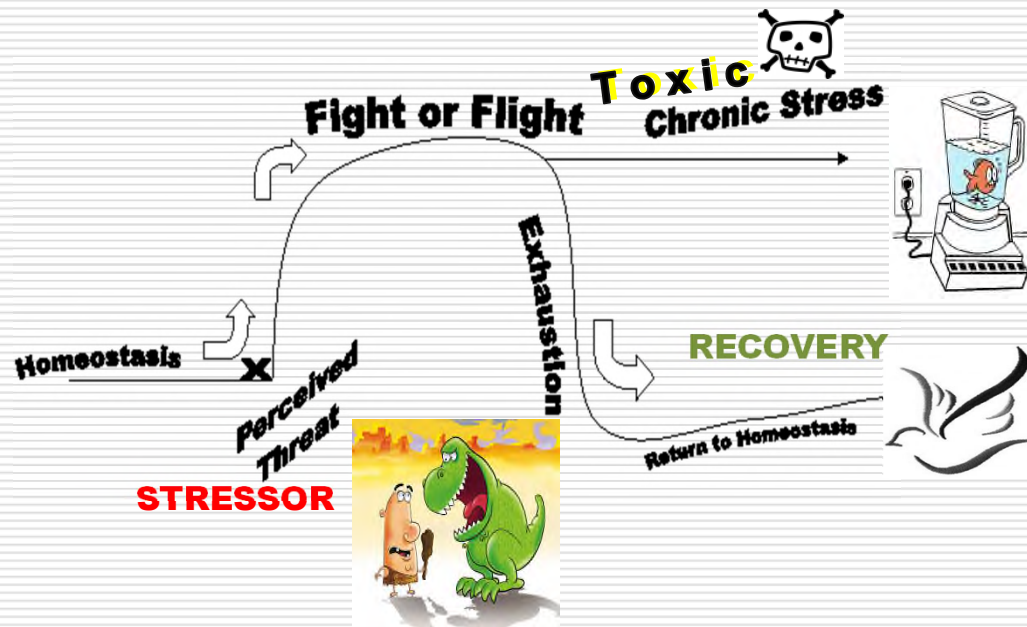 Toxic
Chronic Stress
Fight or Flight
Exhaustion
Homeostasis
X
Perceived
Threat
STRESSOR
RECOVERY
Return to Homeostasis